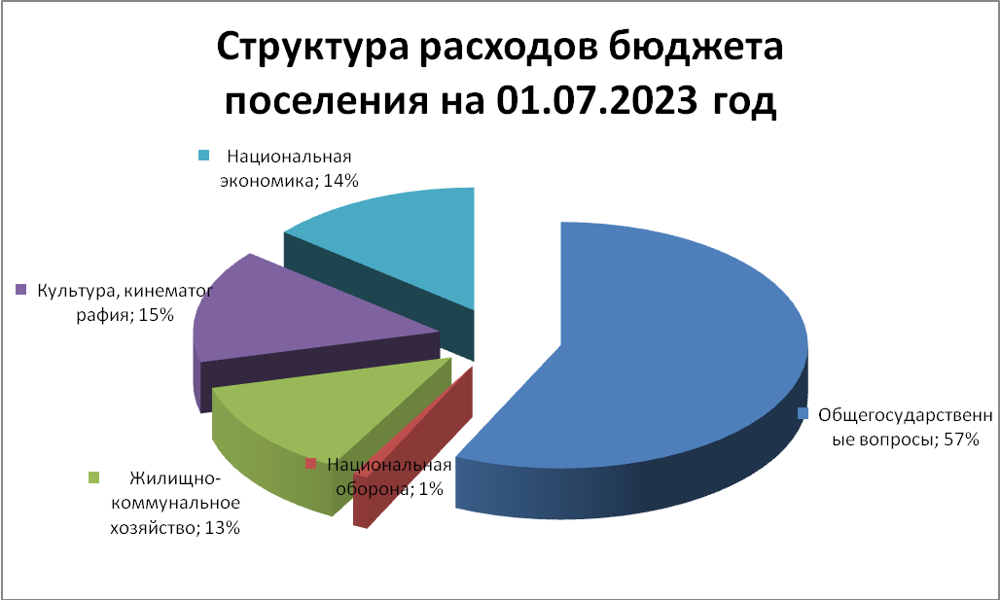 Структура расходов бюджета
поселения на 01.07.2023 год
Национальная
экономика; 14%
Культура, кинематог
рафия; 15%
Общегосударственн
ые вопросы; 57%
Национальная
оборона; 1%
Жилищно-
коммунальное
хозяйство; 13%